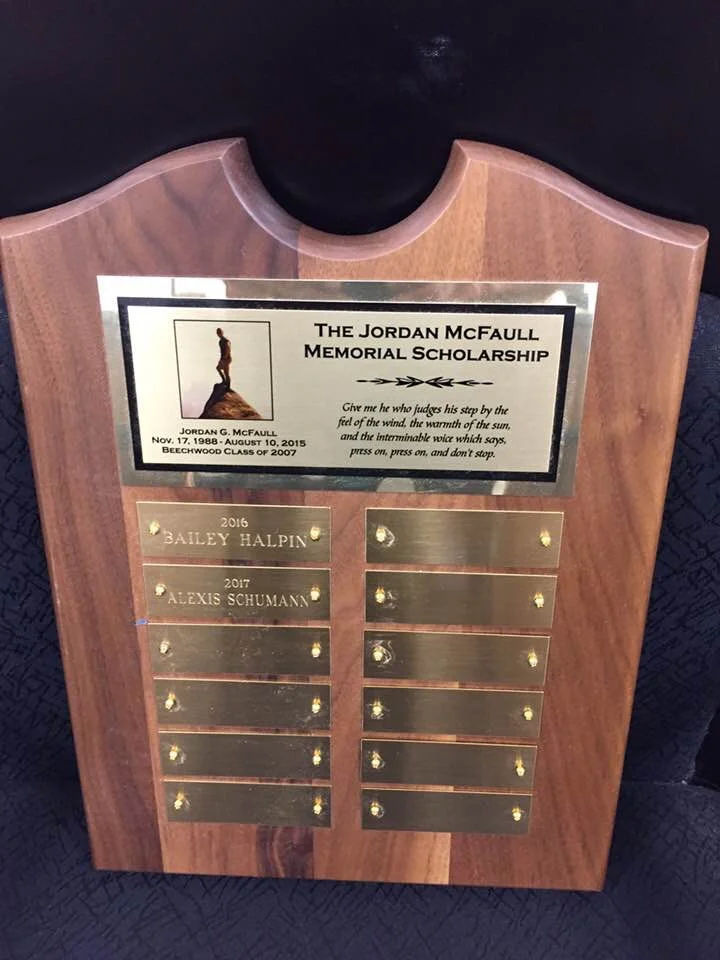 THE JORDAN MCFAULL
MEMORIAL SCHOLARSHIP
Give me he who judges his step by the
feel of the wind, the warmth of the sun,
and the interminable voice which says,
press on, press on, and don't stop.
JORDAN G. MCFAULL
NOV. 17, 1988 - AUGUST 10, 2015
BEECHWOOD CLASS OF 2007
2016
BAILEY HALPIN
2017
ALEXIS SCHUMANN